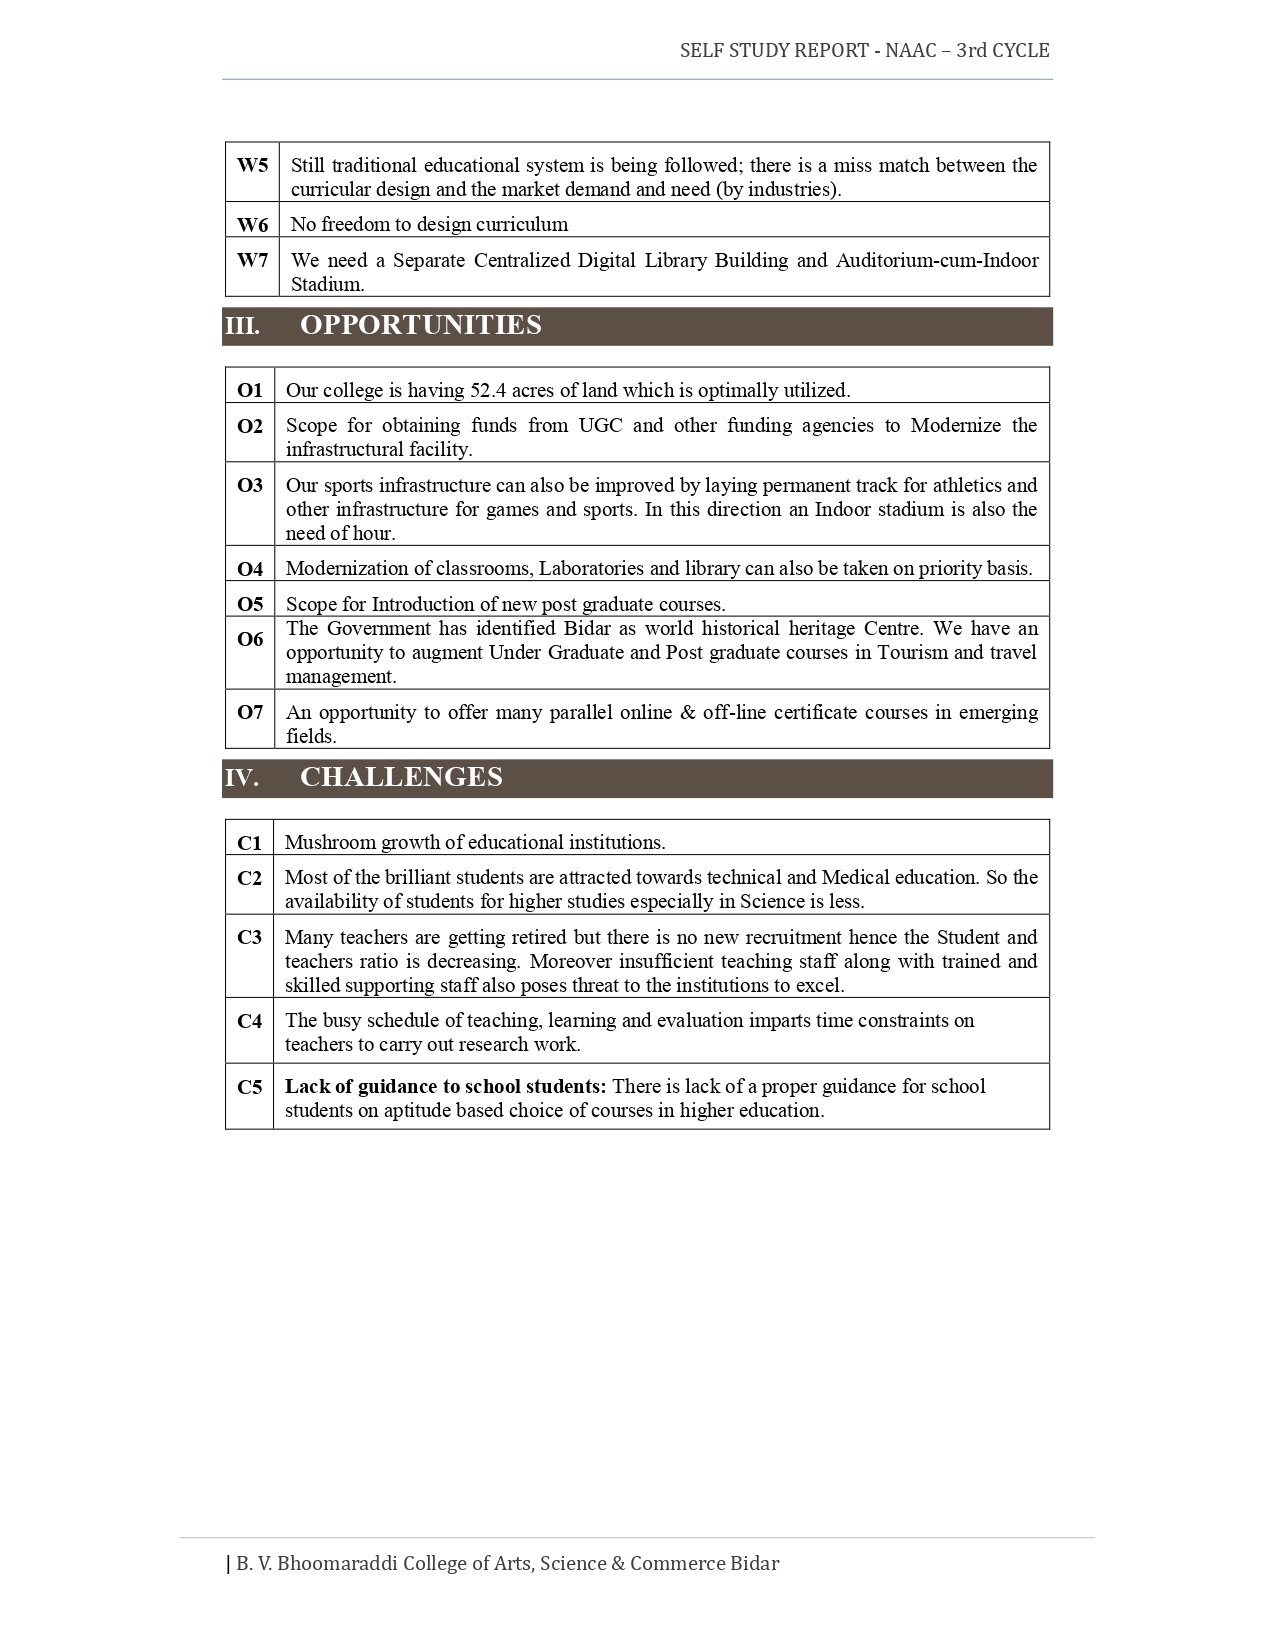 SELF STUDY REPORT - NAAC – 3rd CYCLE
W5 Still traditional educational system is being followed; there is a miss match between the
curricular design and the market demand and need (by industries).
W6 No freedom to design curriculum
W7 We need a Separate Centralized Digital Library Building and Auditorium-cum-Indoor
Stadium.
III. OPPORTUNITIES
O1 Our college is having 52.4 acres of land which is optimally utilized.
O2 Scope for obtaining funds from UGC and other funding agencies to Modernize the
infrastructural facility.
O3 Our sports infrastructure can also be improved by laying permanent track for athletics and
other infrastructure for games and sports. In this direction an Indoor stadium is also the
need of hour.
O4 Modernization of classrooms, Laboratories and library can also be taken on priority basis.
O5 Scope for Introduction of new post graduate courses.
O6 The Government has identified Bidar as world historical heritage Centre. We have an
opportunity to augment Under Graduate and Post graduate courses in Tourism and travel
management.
O7 An opportunity to offer many parallel online & off-line certificate courses in emerging
fields.
IV. CHALLENGES
C1 Mushroom growth of educational institutions.
C2 Most of the brilliant students are attracted towards technical and Medical education. So the
availability of students for higher studies especially in Science is less.
C3 Many teachers are getting retired but there is no new recruitment hence the Student and
teachers ratio is decreasing. Moreover insufficient teaching staff along with trained and
skilled supporting staff also poses threat to the institutions to excel.
C4 The busy schedule of teaching, learning and evaluation imparts time constraints on
teachers to carry out research work.
C5 Lack of guidance to school students: There is lack of a proper guidance for school
students on aptitude based choice of courses in higher education.
| B. V. Bhoomaraddi College of Arts, Science & Commerce Bidar